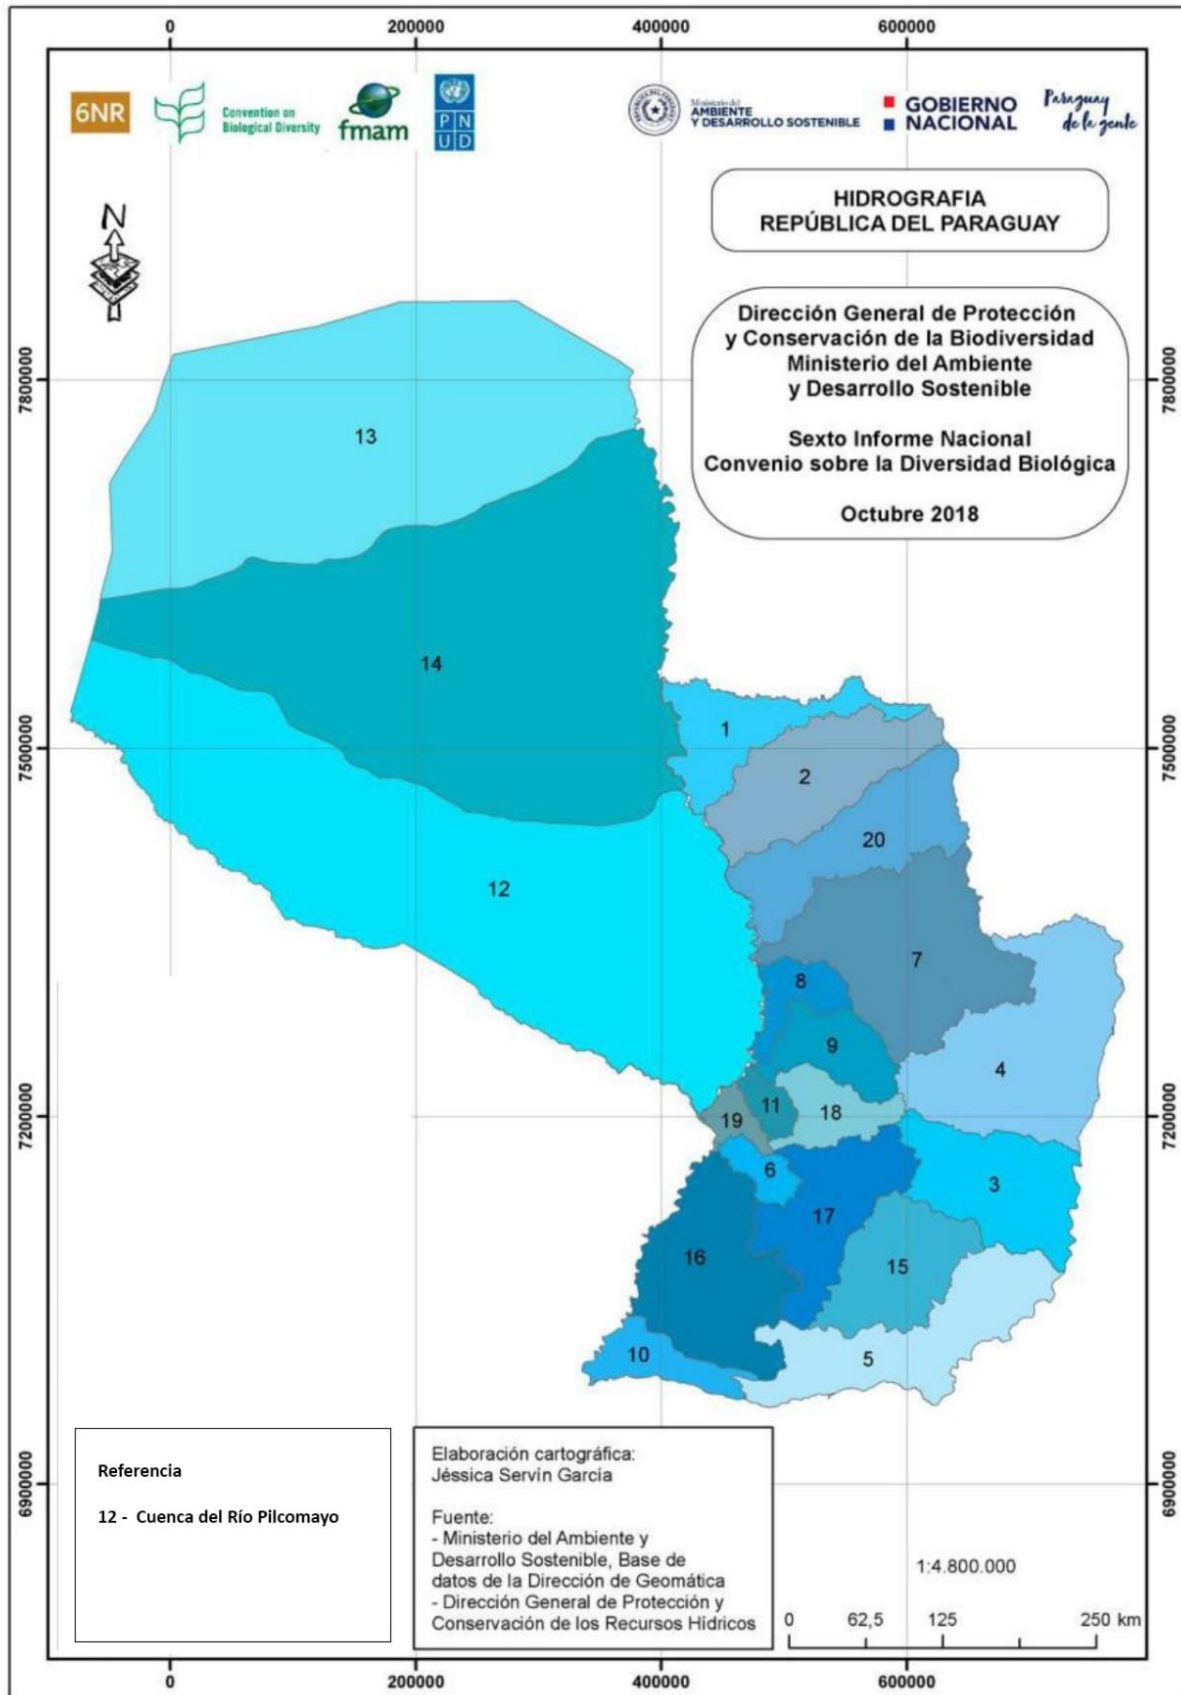 0 200000 400000 600000
6NR
Convention on
Biological Diversity
fmam
P N
U D
Ministerio del
AMBIENTE
Y DESARROLLO SOSTENIBLE
GOBIERNO
NACIONAL
Paraguay
de la gente
N
HIDROGRAFIA
REPÚBLICA DEL PARAGUAY
Dirección General de Protección
y Conservación de la Biodiversidad
Ministerio del Ambiente
y Desarrollo Sostenible
Sexto Informe Nacional
Convenio sobre la Diversidad Biológica
Octubre 2018
7800000 7800000
13
14
1
7500000 7500000
2
20
12
7
8
9
4
11
18
7200000 7200000
19
6
3
17
16
15
10
5
Referencia
12 - Cuenca del Río Pilcomayo
Elaboración cartográfica:
Jéssica Servín García
Fuente:
- Ministerio del Ambiente y
Desarrollo Sostenible, Base de
datos de la Dirección de Geomática
- Dirección General de Protección y
Conservación de los Recursos Hídricos
6900000 6900000
1:4.800.000
0 62,5 125 250 km
0 200000 400000 600000